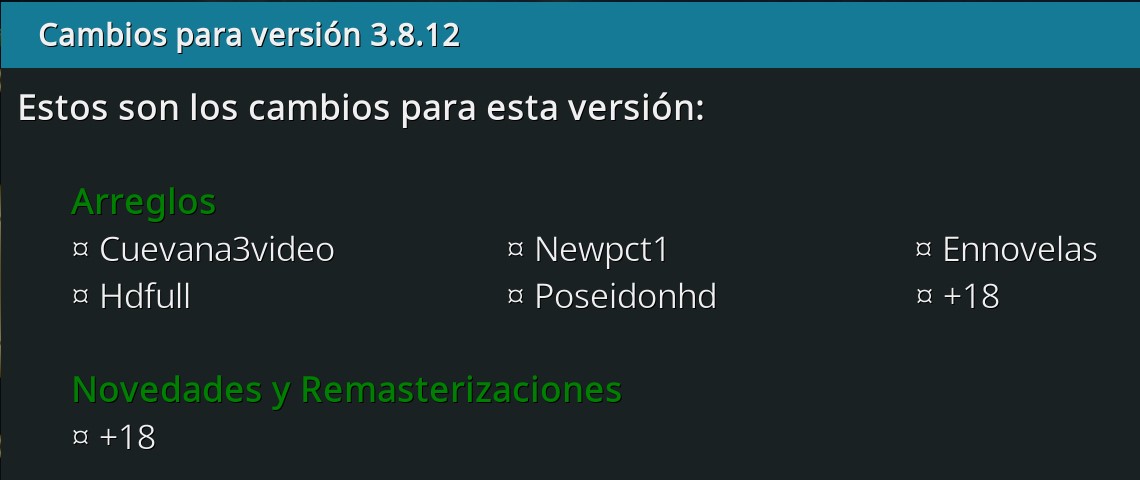 Cambios para versión 3.8.12
Estos son los cambios para esta versión:
Arreglos
¤ Cuevana3video ¤ Newpct1 ¤ Ennovelas
¤ Hdfull ¤ Poseidonhd ¤ +18
Novedades y Remasterizaciones
¤ +18